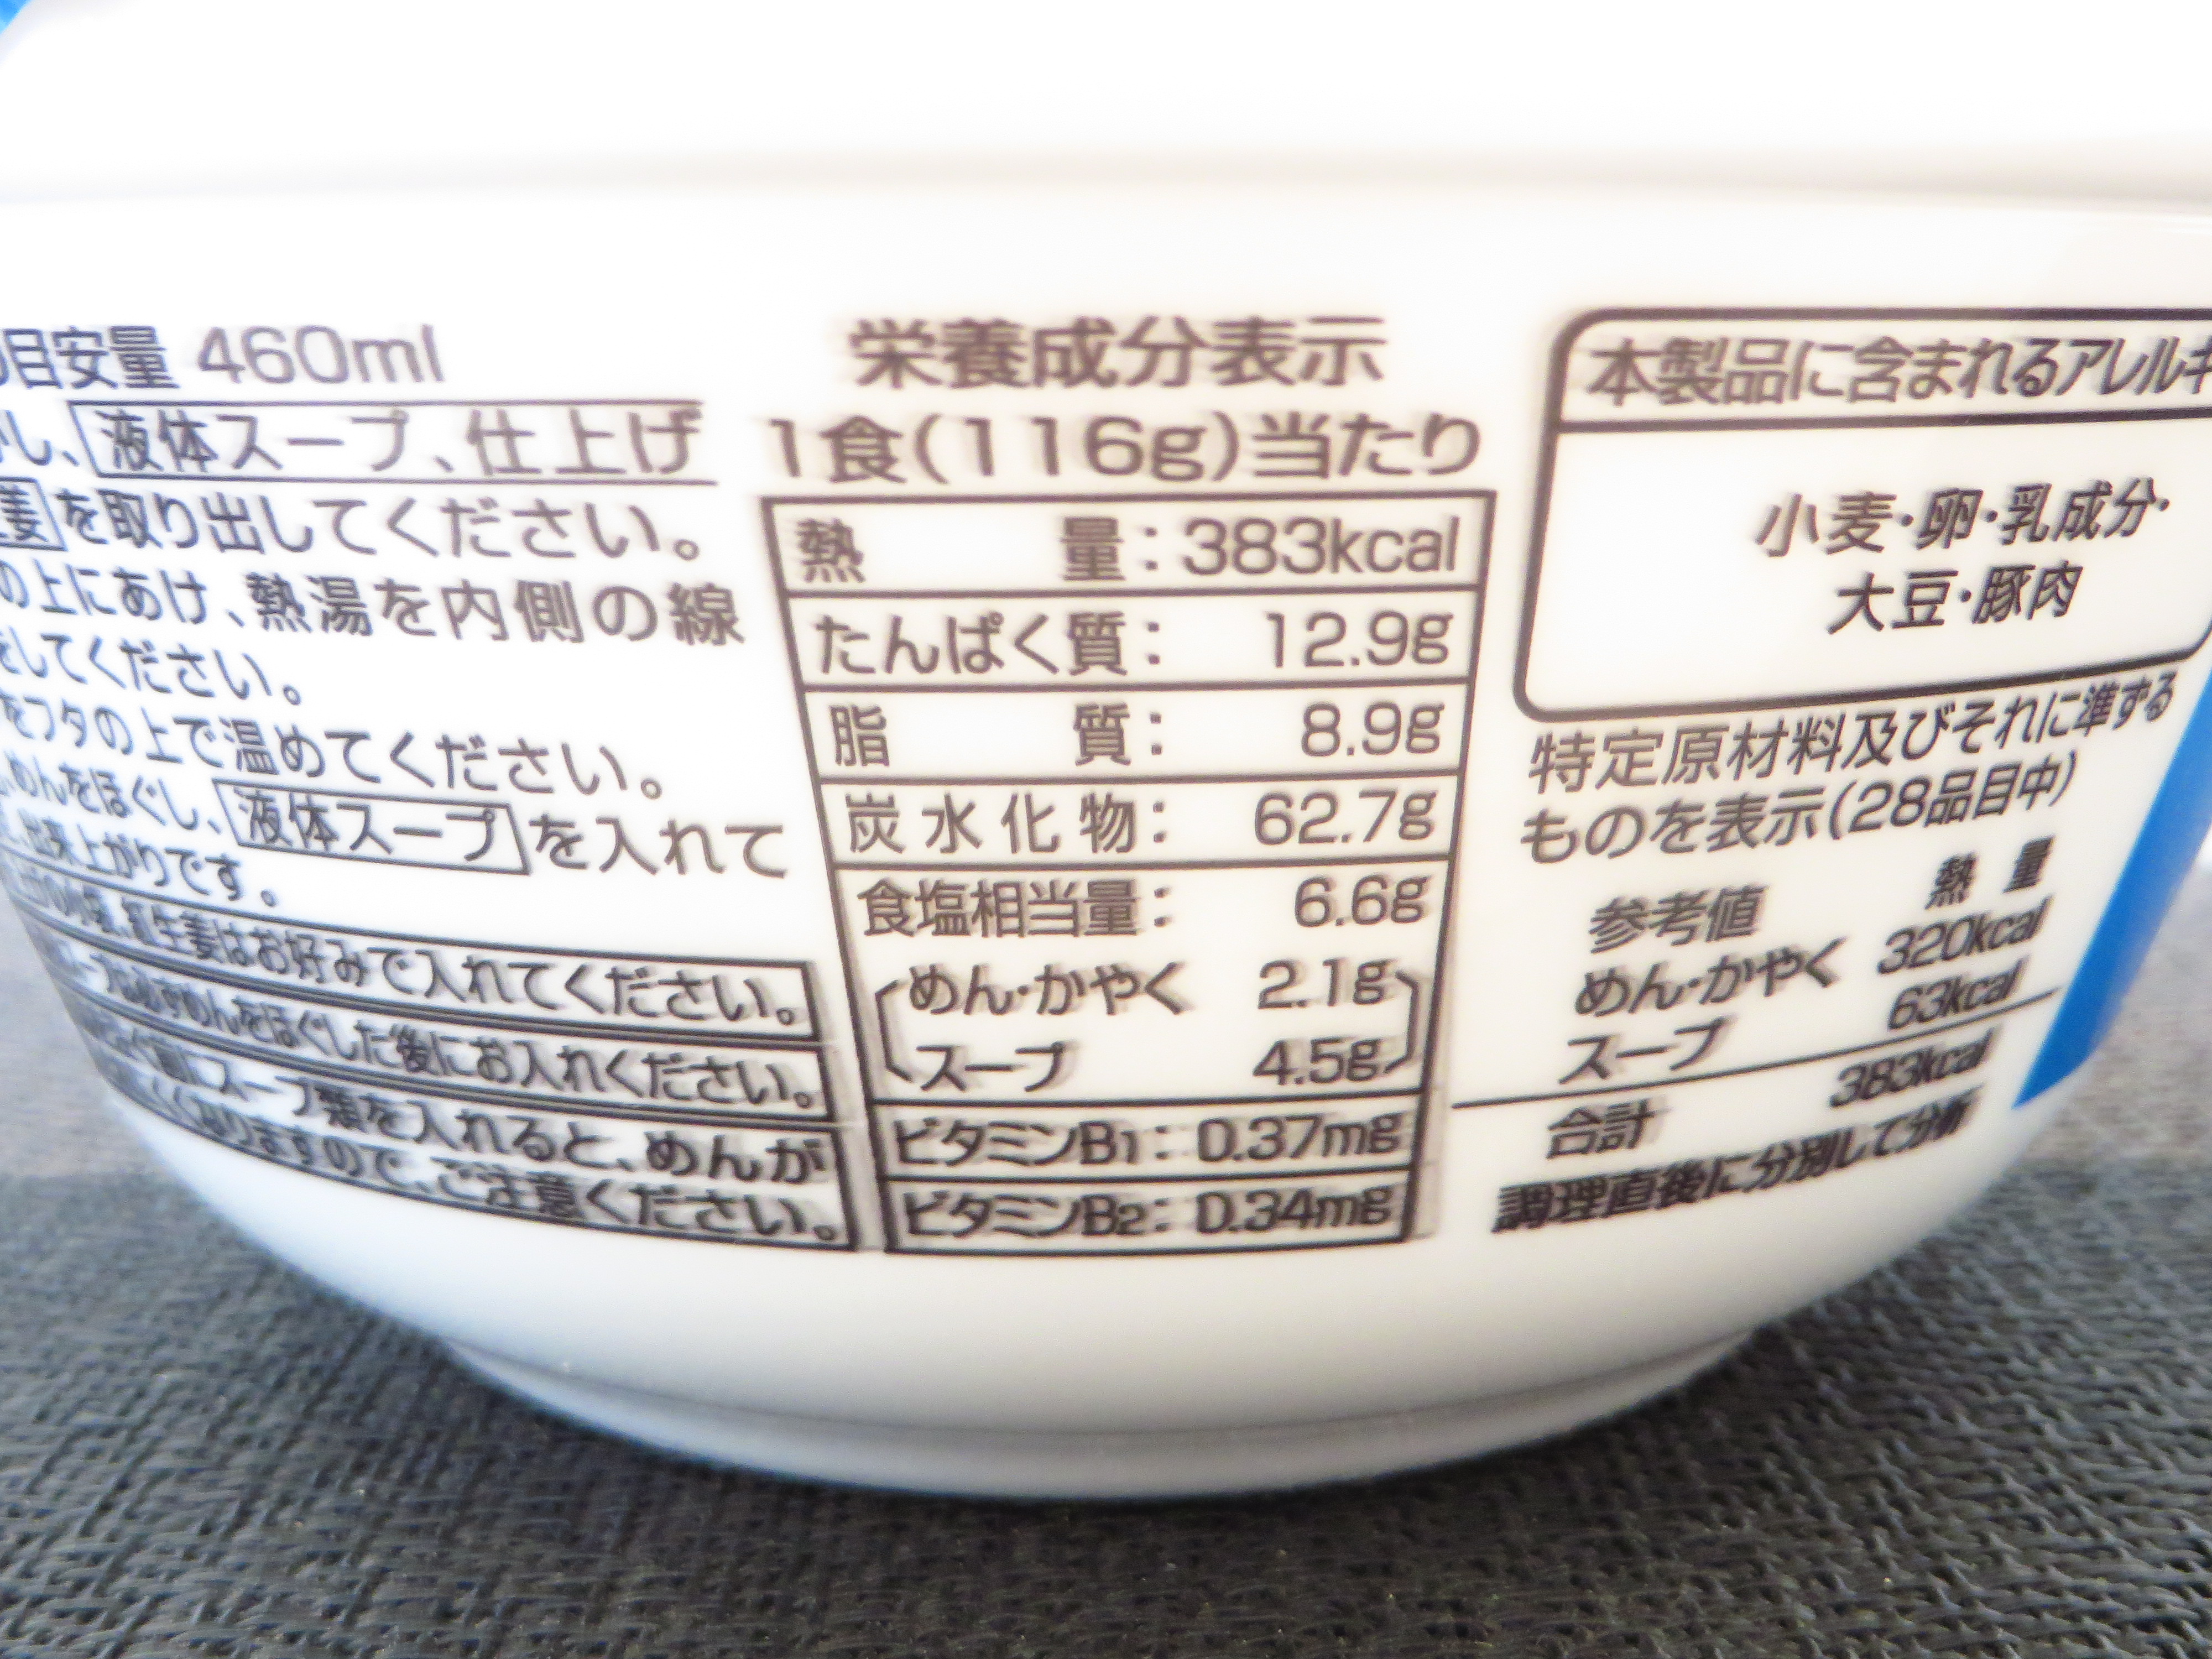 目安量 460ml
し、液体スープ、仕上げ
を取り出してください。
の上にあけ、熱湯を内側の線
をしてください。
をフタの上で温めてください。
めんをほぐし、液体スープを入れて
出来上がりです。
紅生姜はお好みで入れてください。
めんをほぐした後にお入れください。
スープ類を入れると、めんが
なりますので、ご注意ください。
栄養成分表示
1食(116g)当たり
熱量:383kcal
たんぱく質: 12.9g
脂質: 8.9g
炭水化物: 62.7g
食塩相当量: 6.6g
めん・かやく 2.1g
スープ 4.5g
ビタミンB1: 0.37mg
ビタミンB2: 0.34mg
本製品に含まれるアレルギ
小麦・卵・乳成分・
大豆・豚肉
特定原材料及びそれに準ずる
ものを表示(28品目中)
参考値 熱量
めん・かやく 320kcal
スープ 63kcal
合計 383kcal
調理直後に分別して分析